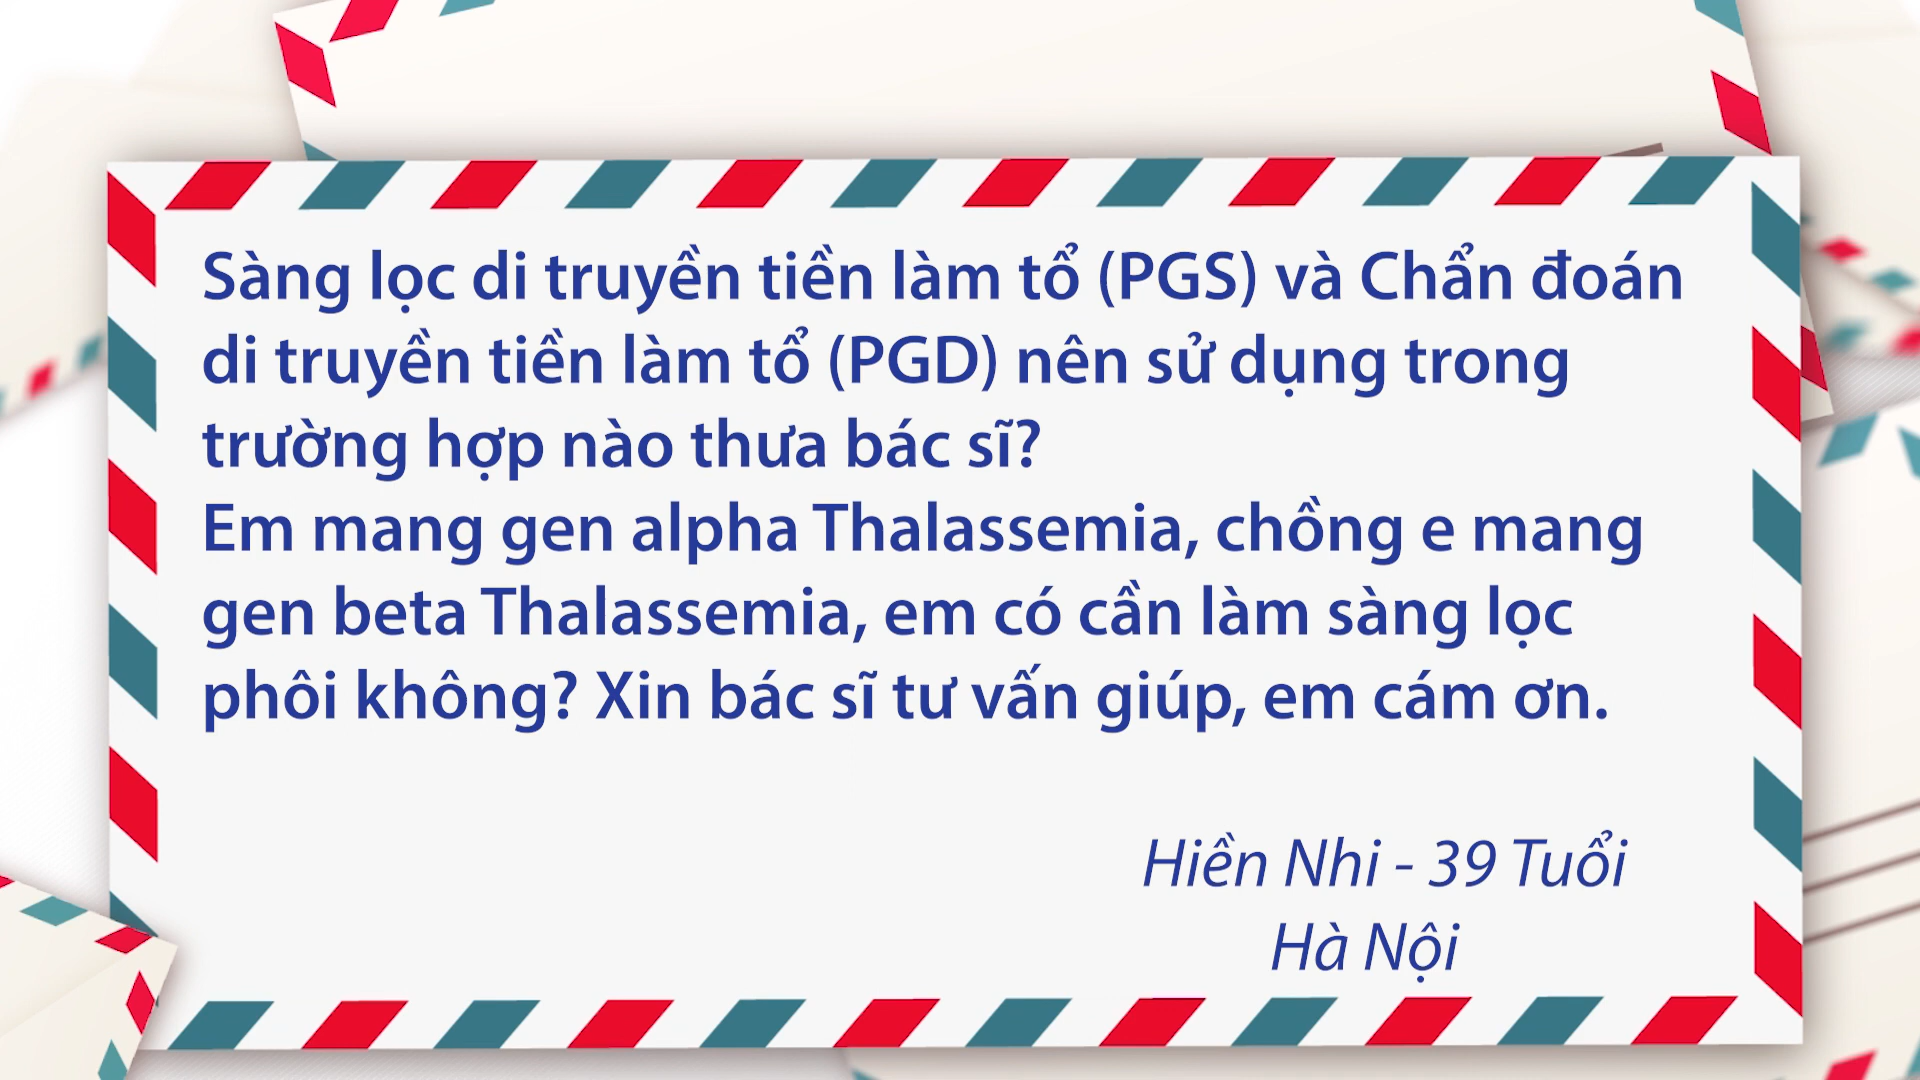 Sàng lọc di truyền tiền làm tổ (PGS) và Chẩn đoán
di truyền tiền làm tổ (PGD) nên sử dụng trong
trường hợp nào thưa bác sĩ?
Em mang gen alpha Thalassemia, chồng e mang
gen beta Thalassemia, em có cần làm sàng lọc
phôi không? Xin bác sĩ tư vấn giúp, em cám ơn.
Hiền Nhi - 39 Tuổi
Hà Nội